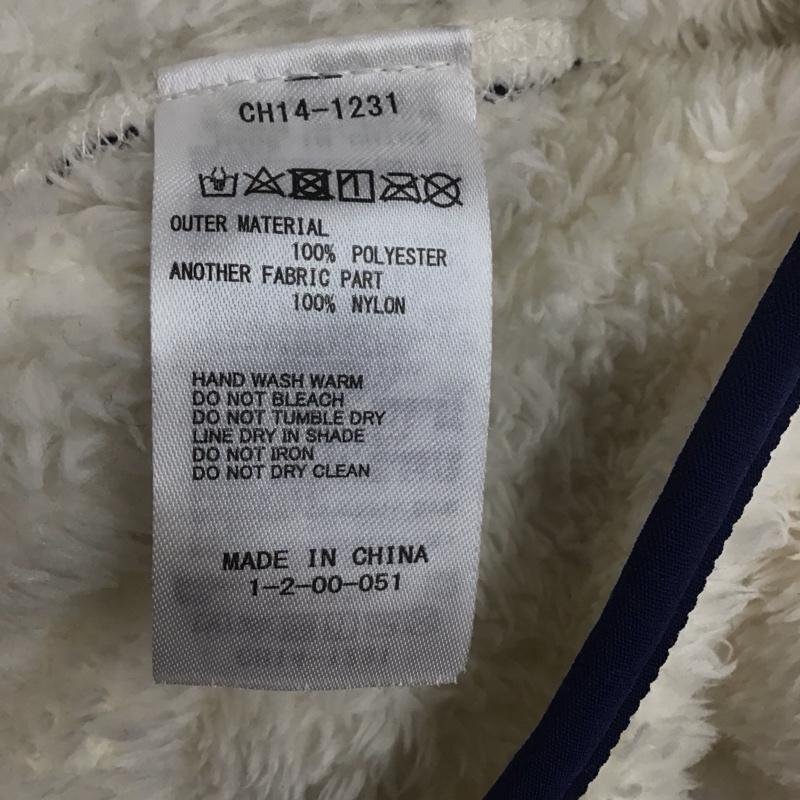 CH14-1231
OUTER MATERIAL
100% POLYESTER
ANOTHER FABRIC PART
100% NYLON
HAND WASH WARM
DO NOT BLEACH
DO NOT TUMBLE DRY
LINE DRY IN SHADE
DO NOT IRON
DO NOT DRY CLEAN
MADE IN CHINA
1-2-00-051